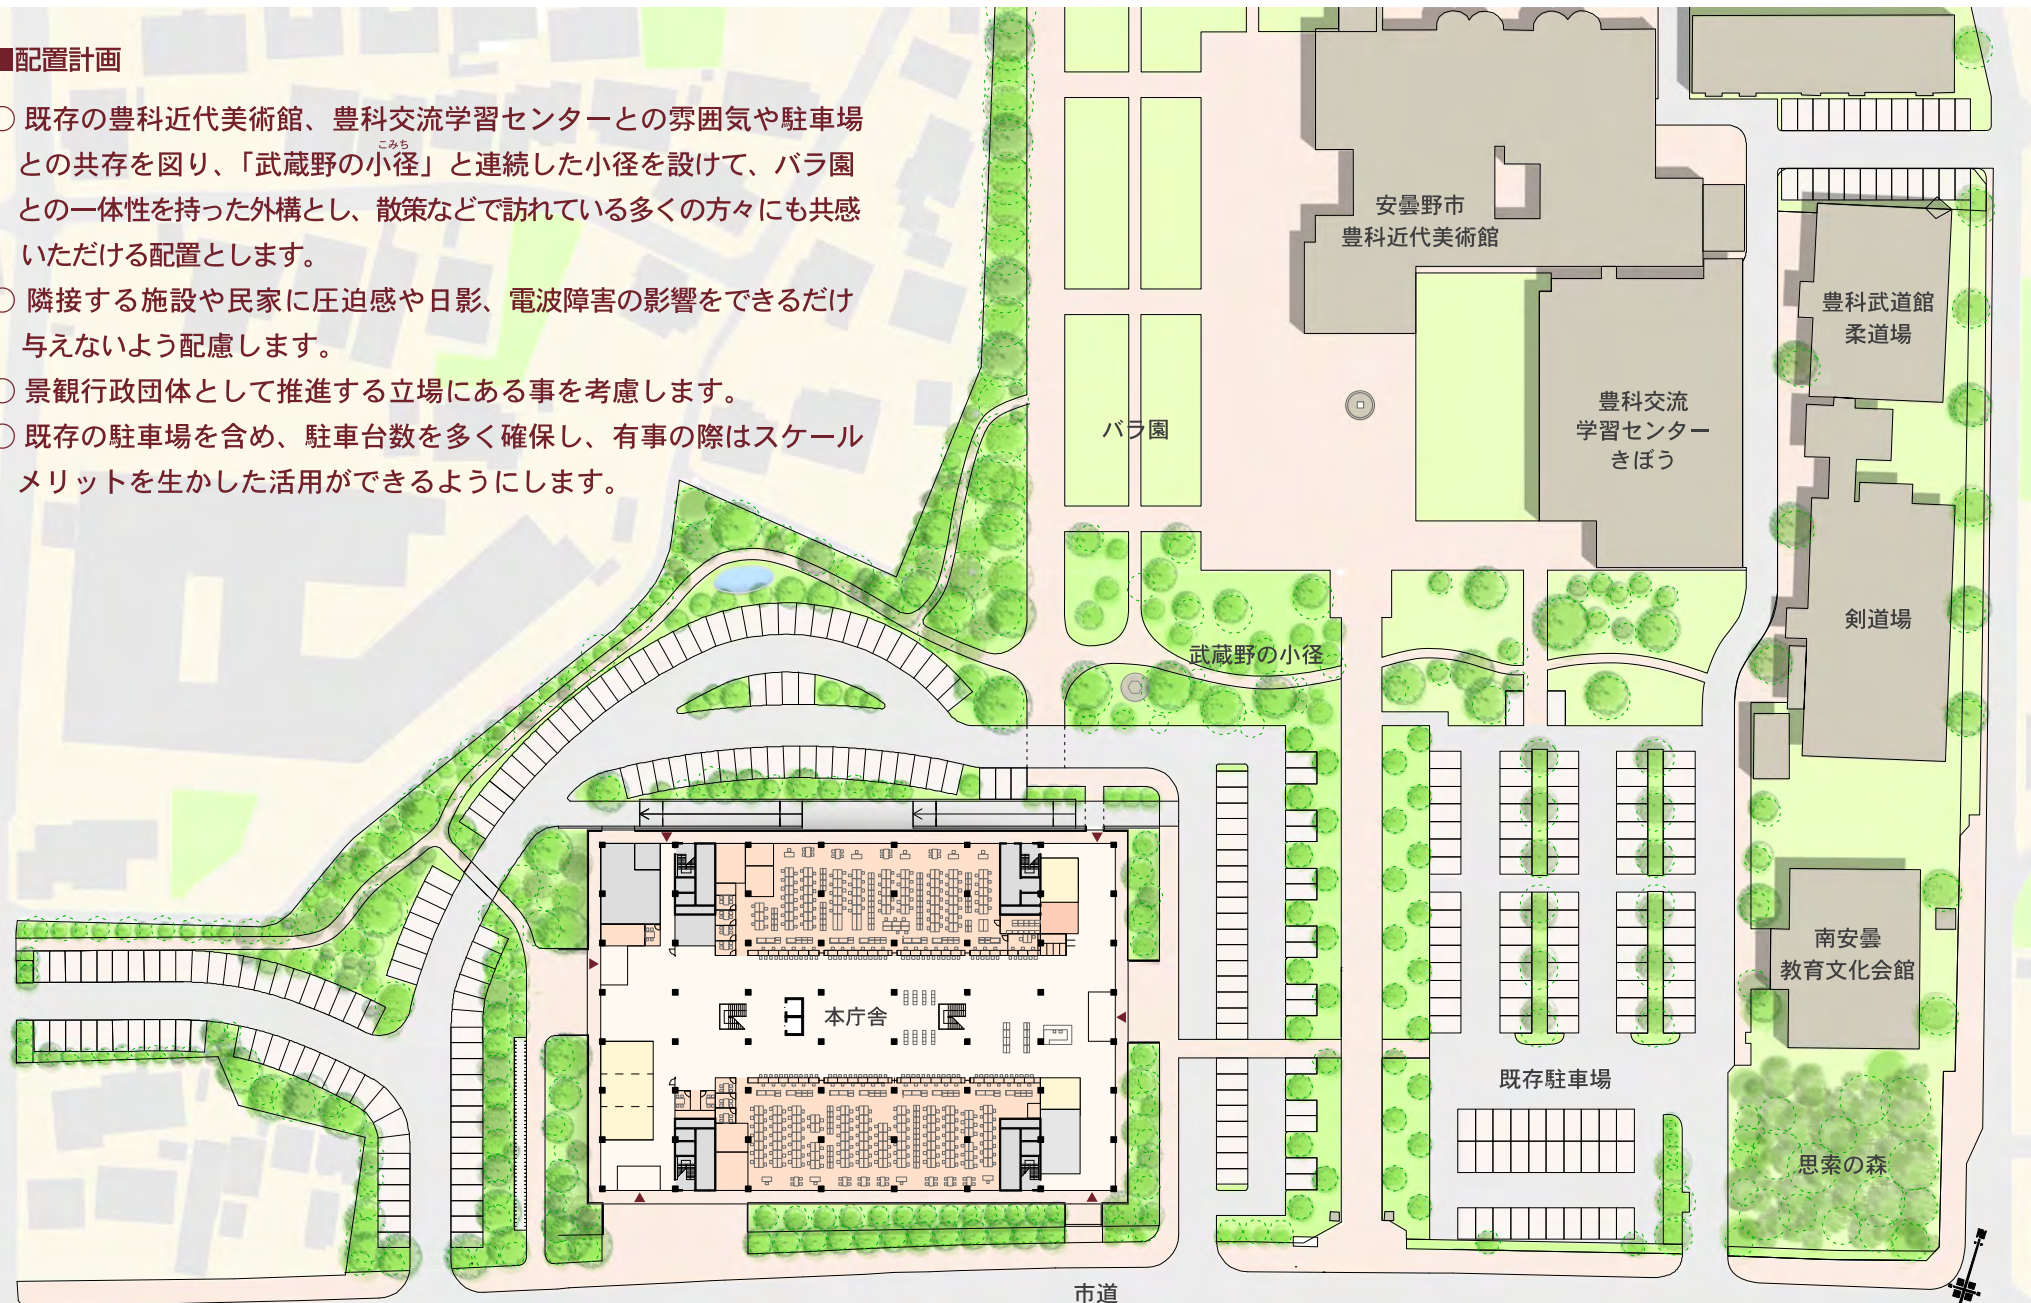 ■配置計画
○ 既存の豊科近代美術館、豊科交流学習センターとの雰囲気や駐車場
こみち
との共存を図り、「武蔵野の小径」と連続した小径を設けて、バラ園
との一体性を持った外構とし、散策などで訪れている多くの方々にも共感
いただける配置とします。
○ 隣接する施設や民家に圧迫感や日影、電波障害の影響をできるだけ
与えないよう配慮します。
○ 景観行政団体として推進する立場にある事を考慮します。
○ 既存の駐車場を含め、駐車台数を多く確保し、有事の際はスケール
メリットを生かした活用ができるようにします。
安曇野市
豊科近代美術館
豊科武道館
柔道場
豊科交流
学習センター
きぼう
バラ園
剣道場
武蔵野の小径
南安曇
教育文化会館
本庁舎
既存駐車場
思索の森
市道